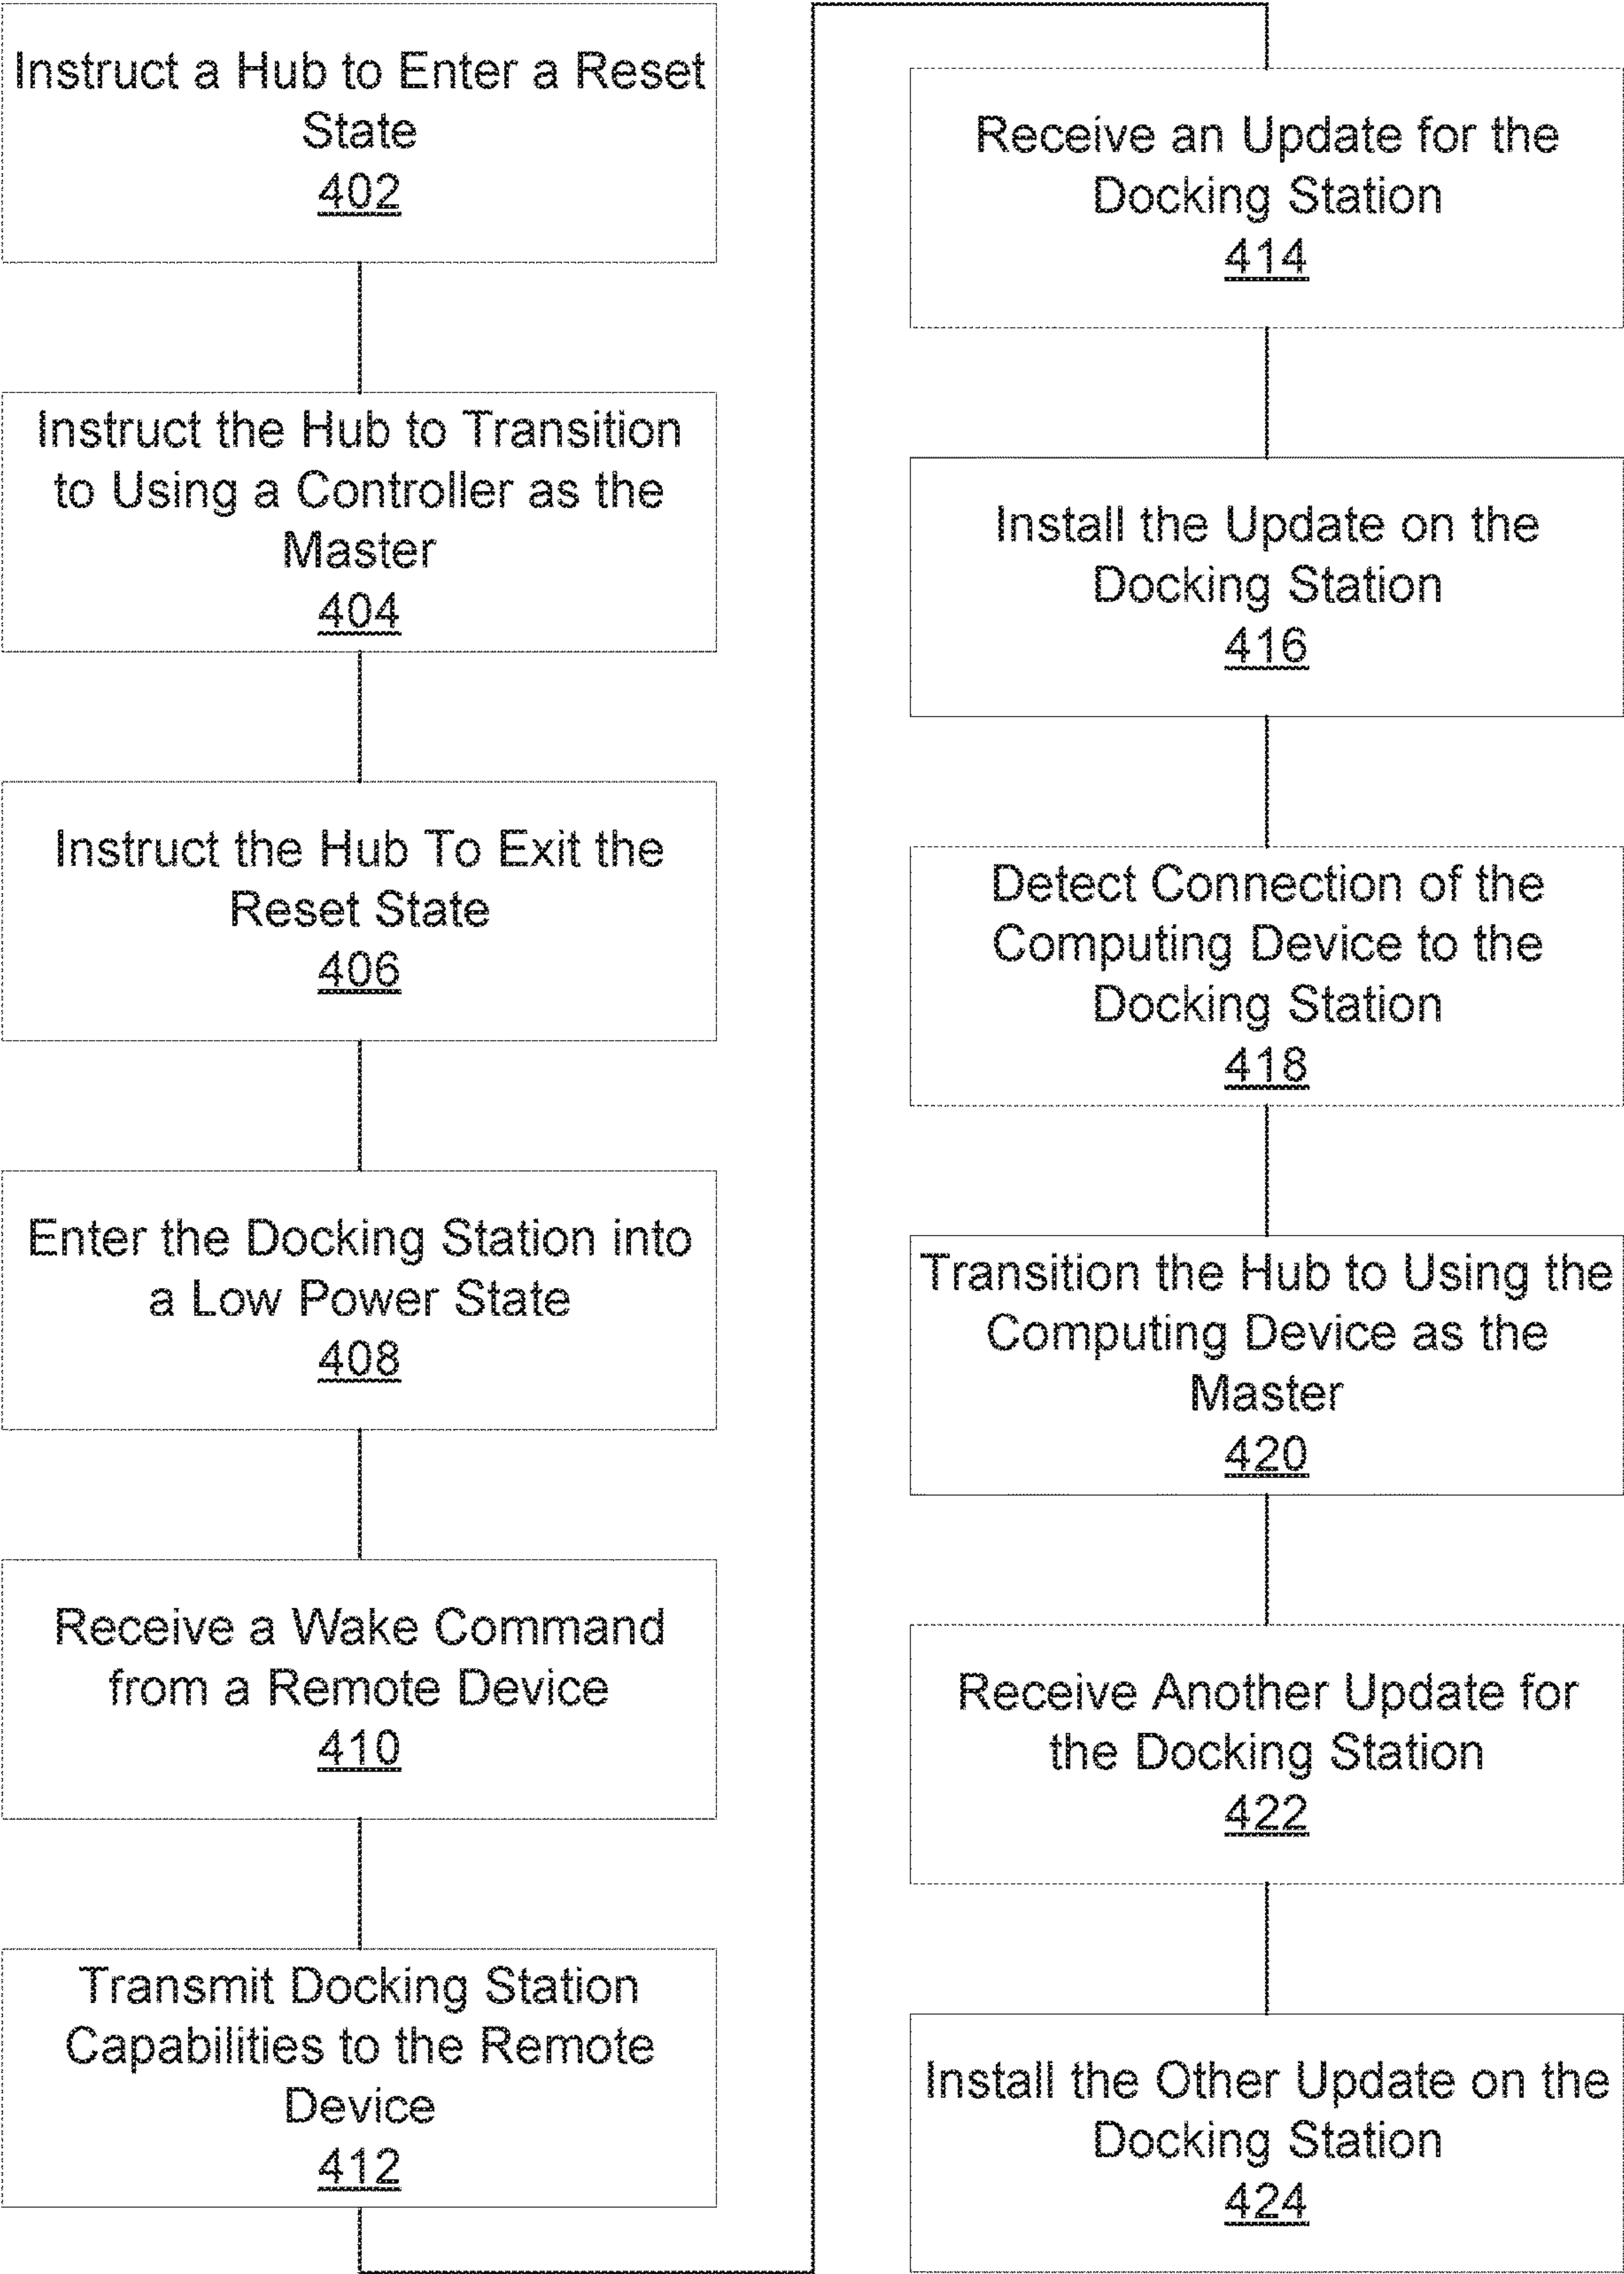 Instruct a Hub to Enter a Reset
State
402
Instruct the Hub to Transition
to Using a Controller as the
Master
404
Instruct the Hub To Exit the
Reset State
406
Enter the Docking Station into
a Low Power State
408
Receive a Wake Command
from a Remote Device
410
Transmit Docking Station
Capabilities to the Remote
Device
412
Receive an Update for the
Docking Station
414
Install the Update on the
Docking Station
416
Detect Connection of the
Computing Device to the
Docking Station
418
Transition the Hub to Using the
Computing Device as the
Master
420
Receive Another Update for
the Docking Station
422
Install the Other Update on the
Docking Station
424